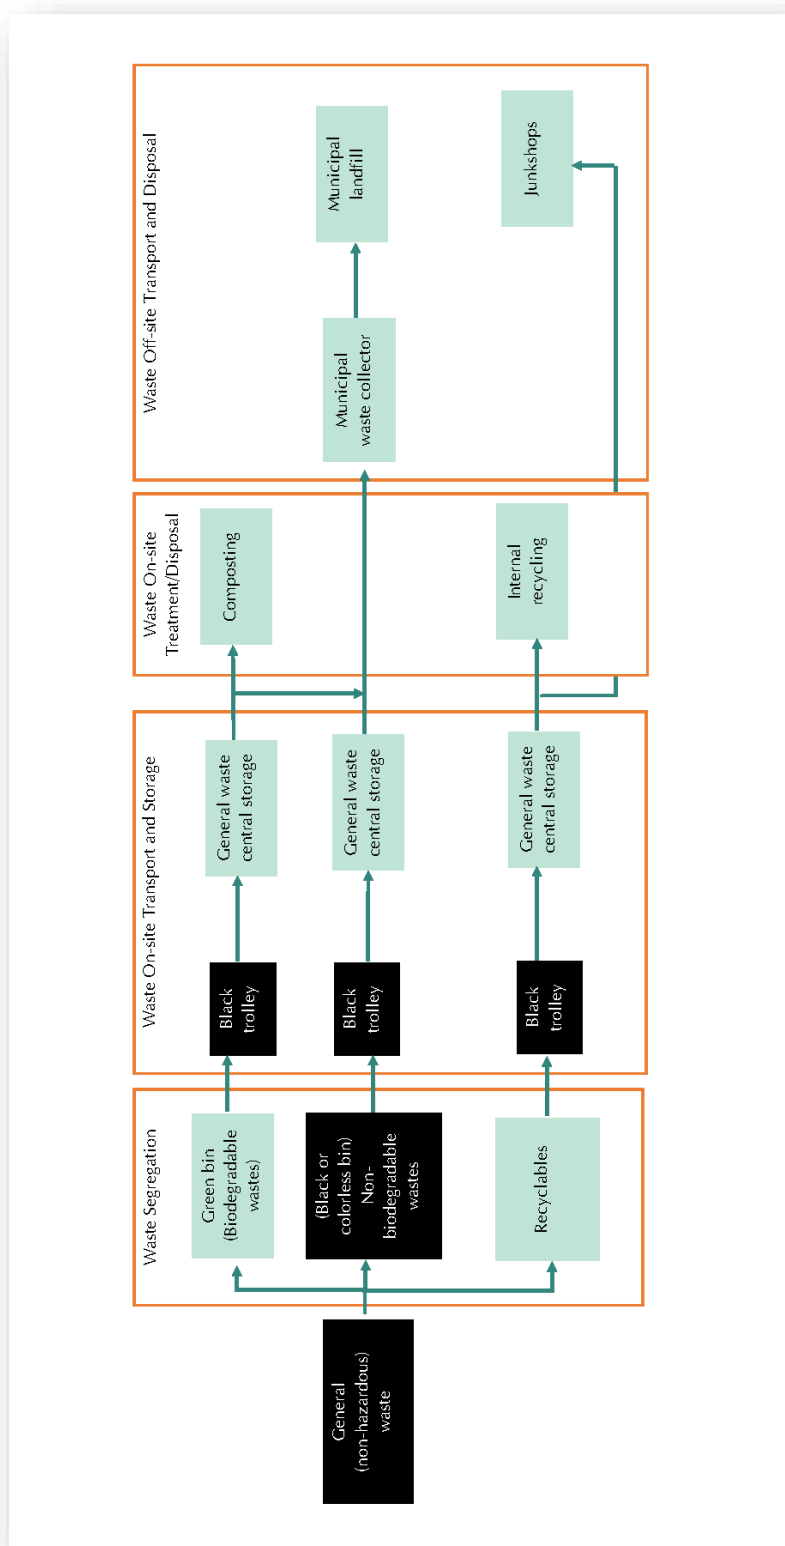 General
(non-hazardous)
waste
Waste Segregation
Green bin
(Biodegradable
wastes)
(Black or
colorless bin)
Non-
biodegradable
wastes
Recyclables
Waste On-site Transport and Storage
Black
trolley
General waste
central storage
Black
trolley
General waste
central storage
Black
trolley
General waste
central storage
Waste On-site
Treatment/Disposal
Composting
Internal
recycling
Waste Off-site Transport and Disposal
Municipal
waste collector
Municipal
landfill
Junkshops